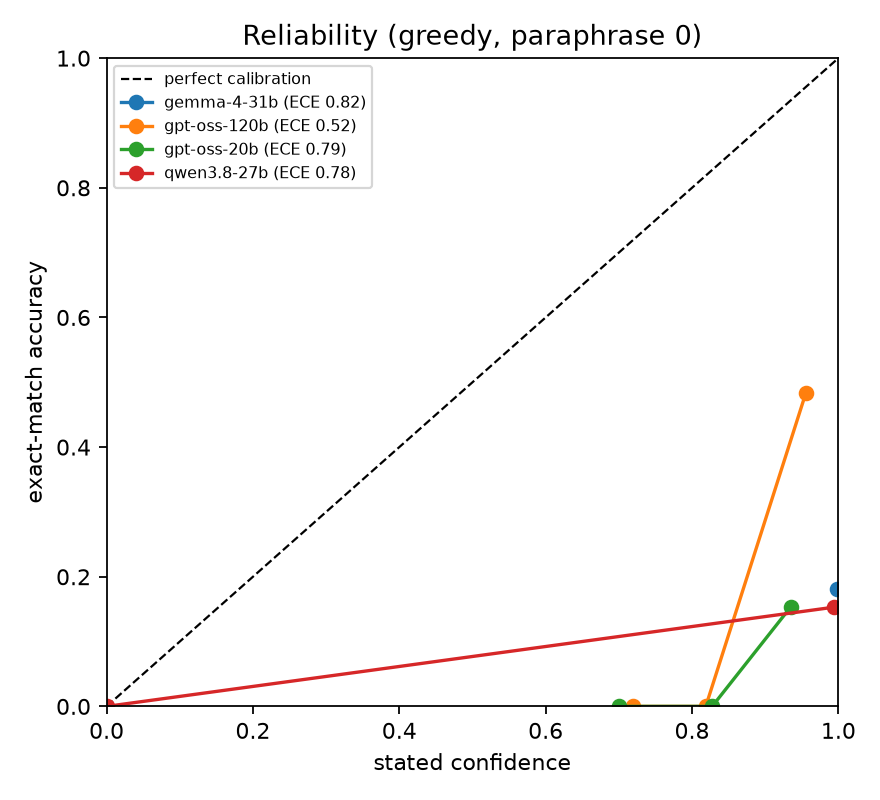 Reliability (greedy, paraphrase 0)
perfect calibration
gemma-4-31b (ECE 0.82)
gpt-oss-120b (ECE 0.52)
gpt-oss-20b (ECE 0.79)
qwen3.8-27b (ECE 0.78)
1.0
0.8
0.6
0.4
0.2
0.0
exact-match accuracy
0.0 0.2 0.4 0.6 0.8 1.0
stated confidence